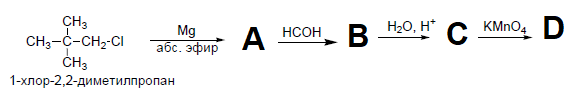 CH₃
CH₃-C-CH₂-Cl
CH₃
Mg
абс. эфир
A
HCOH
B
H₂O, H⁺
C
KMnO₄
D
1-хлор-2,2-диметилпропан